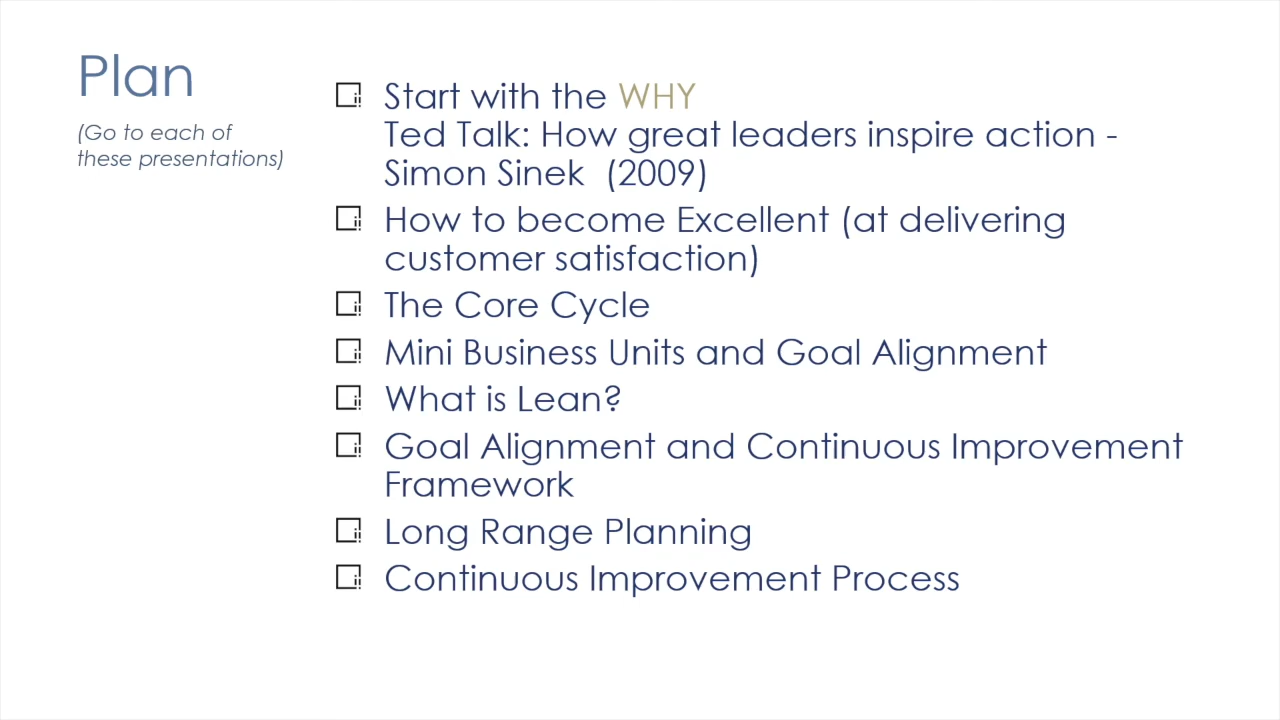 Plan
(Go to each of
these presentations)
Start with the WHY
Ted Talk: How great leaders inspire action -
Simon Sinek (2009)
How to become Excellent (at delivering
customer satisfaction)
The Core Cycle
Mini Business Units and Goal Alignment
What is Lean?
Goal Alignment and Continuous Improvement
Framework
Long Range Planning
Continuous Improvement Process